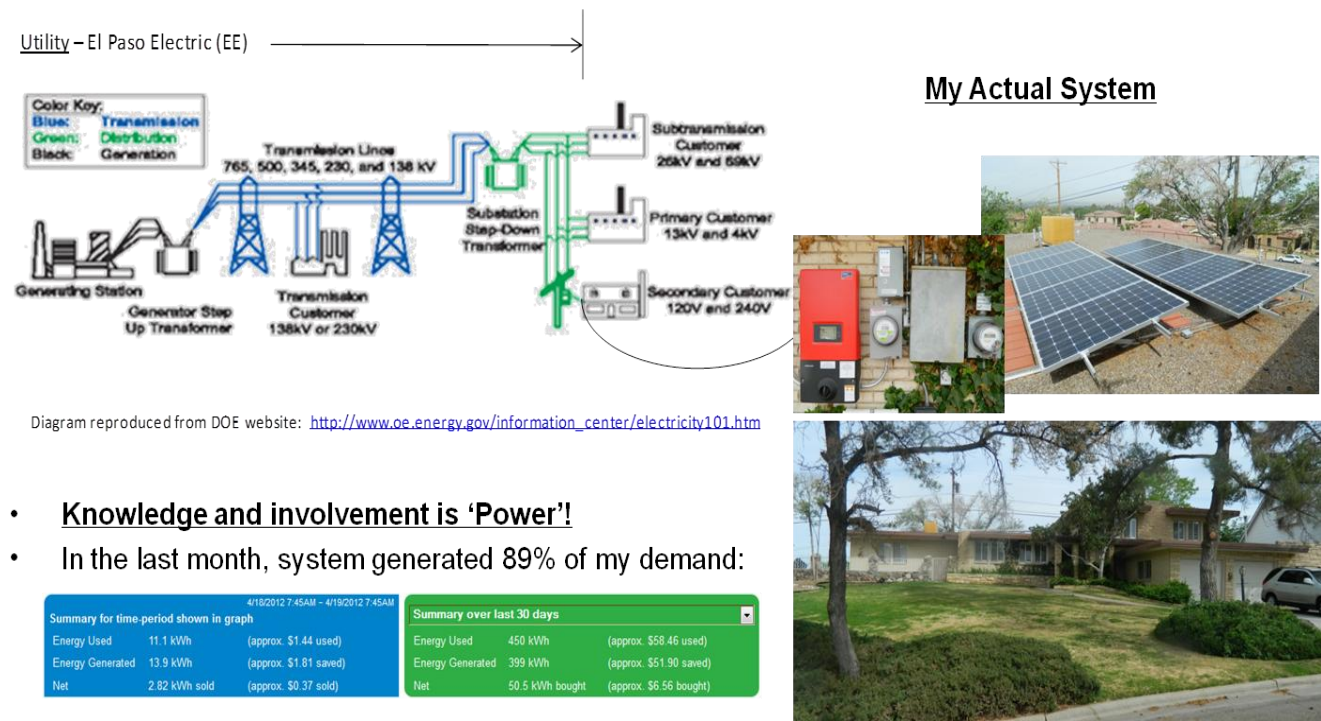 Utility – El Paso Electric (EE)
My Actual System
Color Key:
Blue: Transmission
Green: Distribution
Black: Generation
Transmission Lines
765, 500, 345, 230, and 138 kV
Subtransmission
Customer
26kV and 69kV
Generating Station
Generator Step
Up Transformer
Transmission
Customer
138kV or 230kV
Substation
Step-Down
Transformer
Primary Customer
13kV and 4kV
Secondary Customer
120V and 240V
Diagram reproduced from DOE website: http://www.oe.energy.gov/information_center/electricity101.htm
• Knowledge and involvement is ‘Power’!
• In the last month, system generated 89% of my demand:
4/18/2012 7:45AM – 4/19/2012 7:45AM
Summary for time-period shown in
graph
Energy Used 11.1 kWh (approx. $1.44 used)
Energy Generated 13.9 kWh (approx. $1.81 saved)
Net 2.82 kWh sold (approx. $0.37 sold)
Summary over last 30 days
Energy Used 450 kWh (approx. $58.46 used)
Energy Generated 399 kWh (approx. $51.90 saved)
Net 50.5 kWh bought (approx. $6.56 bought)